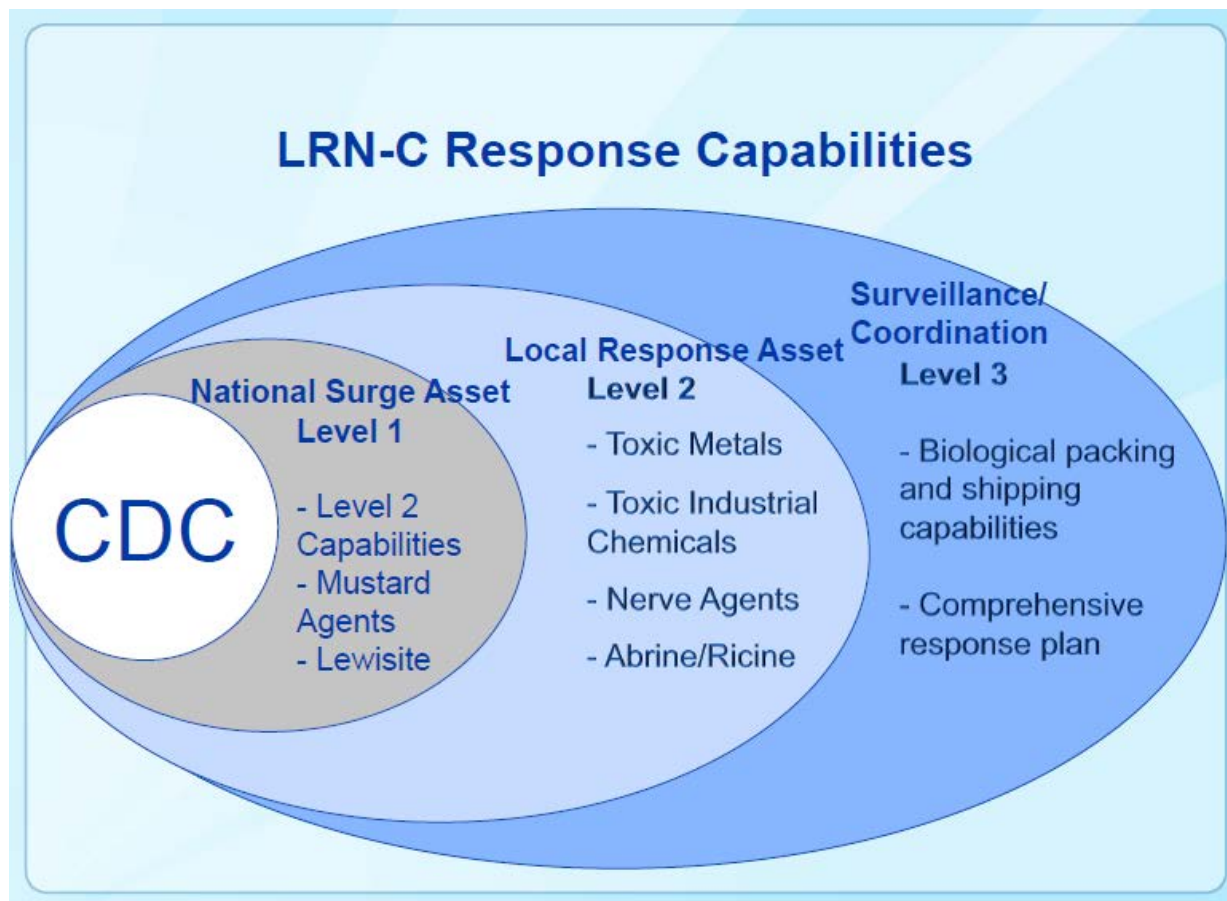 LRN-C Response Capabilities
CDC
National Surge Asset
Level 1
- Level 2
Capabilities
- Mustard
Agents
- Lewisite
Local Response Asset
Level 2
- Toxic Metals
- Toxic Industrial
Chemicals
- Nerve Agents
- Abrine/Ricine
Surveillance/
Coordination
Level 3
- Biological packing
and shipping
capabilities
- Comprehensive
response plan